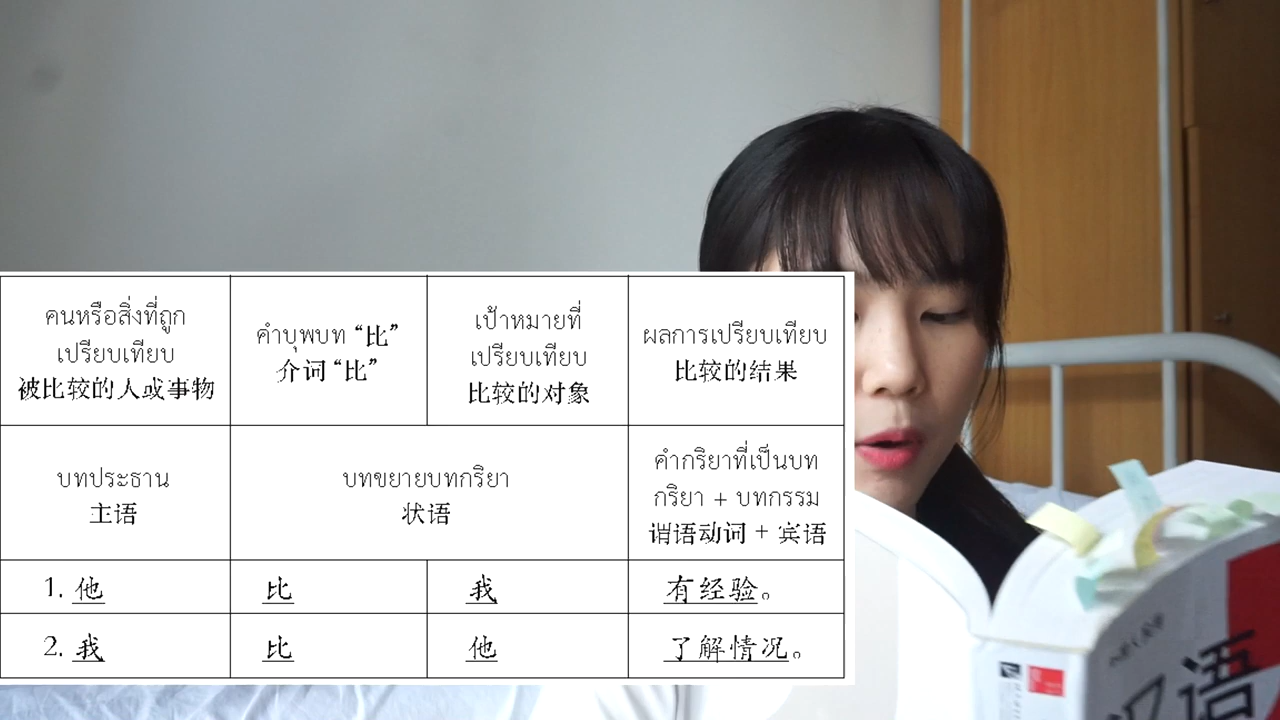 คนหรือสิ่งที่ถูก
เปรียบเทียบ
被比较的人或事物
คำบุพบท “比”
介词“比”
เป้าหมายที่
เปรียบเทียบ
比较的对象
ผลการเปรียบเทียบ
比较的结果
บทประธาน
主语
บทขยายบทกริยา
状语
คำกริยาที่เป็นบท
กริยา + บทกรรม
谓语动词 + 宾语
1. 他 比 我 有经验。
2. 我 比 他 了解情况。
汉语